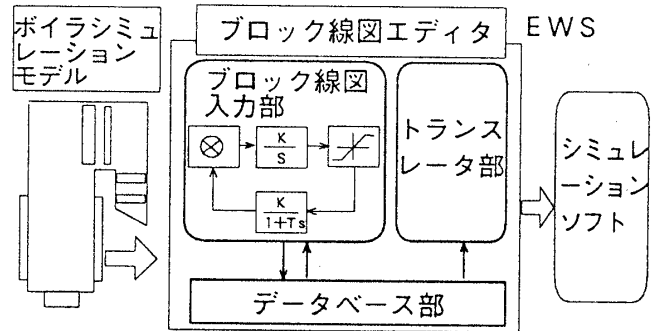 ボイラシミュ
レーション
モデル
ブロック線図エディタ
EWS
ブロック線図
入力部
K
S
K
1+Ts
トランス
レータ部
シミュレ
ーション
ソフト
データベース部